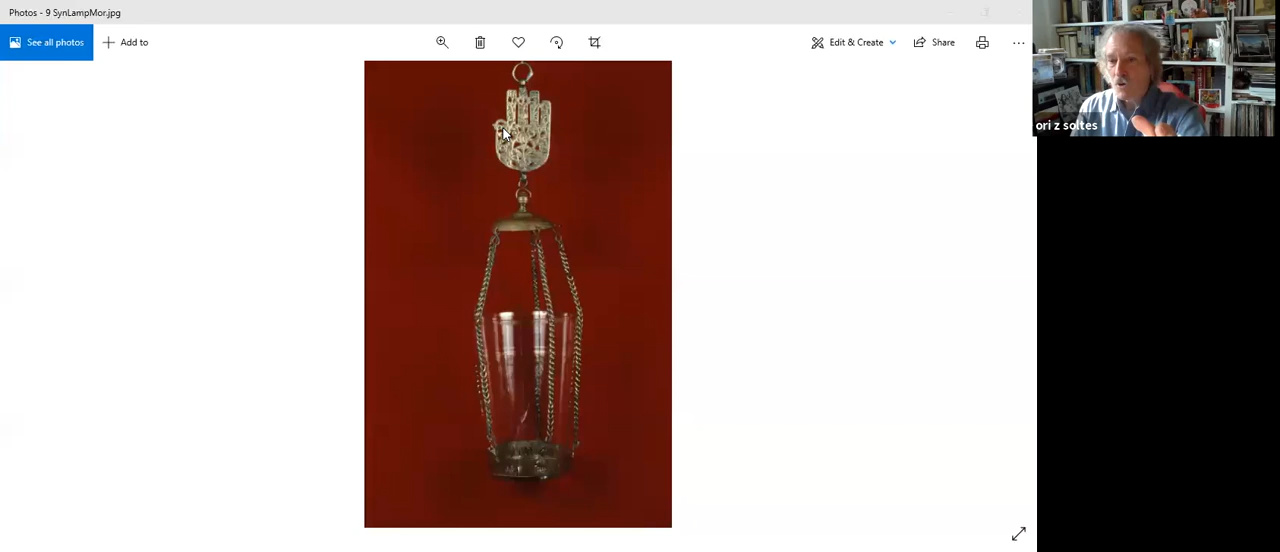 Photos - 9 SynLampMor.jpg
See all photos
Add to
Edit & Create
Share
ori z soltes